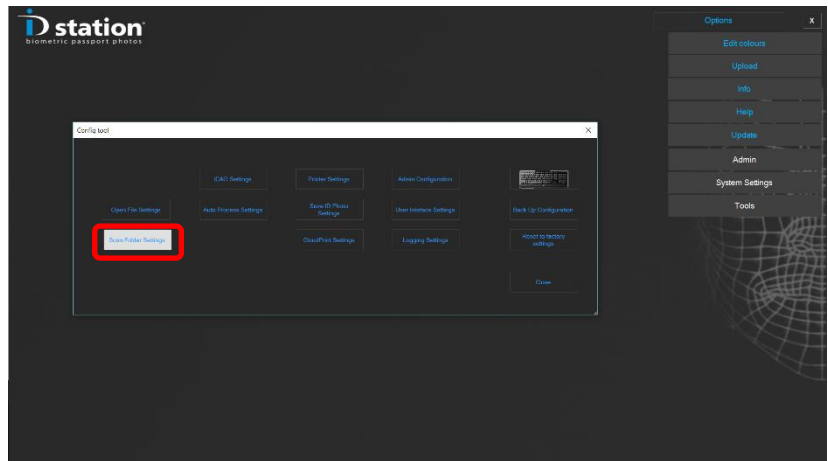 ID station
biometric passport photos
Options
x
Edit colours
Upload
Info
Help
Update
Admin
System Settings
Tools
Config tool
ICAO Settings
Printer Settings
Admin Configuration
Open File Settings
Auto Process Settings
Save ID Photo
Settings
User Interface Settings
Back Up Configuration
Scan Folder Settings
CloudPrint Settings
Logging Settings
Reset to factory
settings
Close